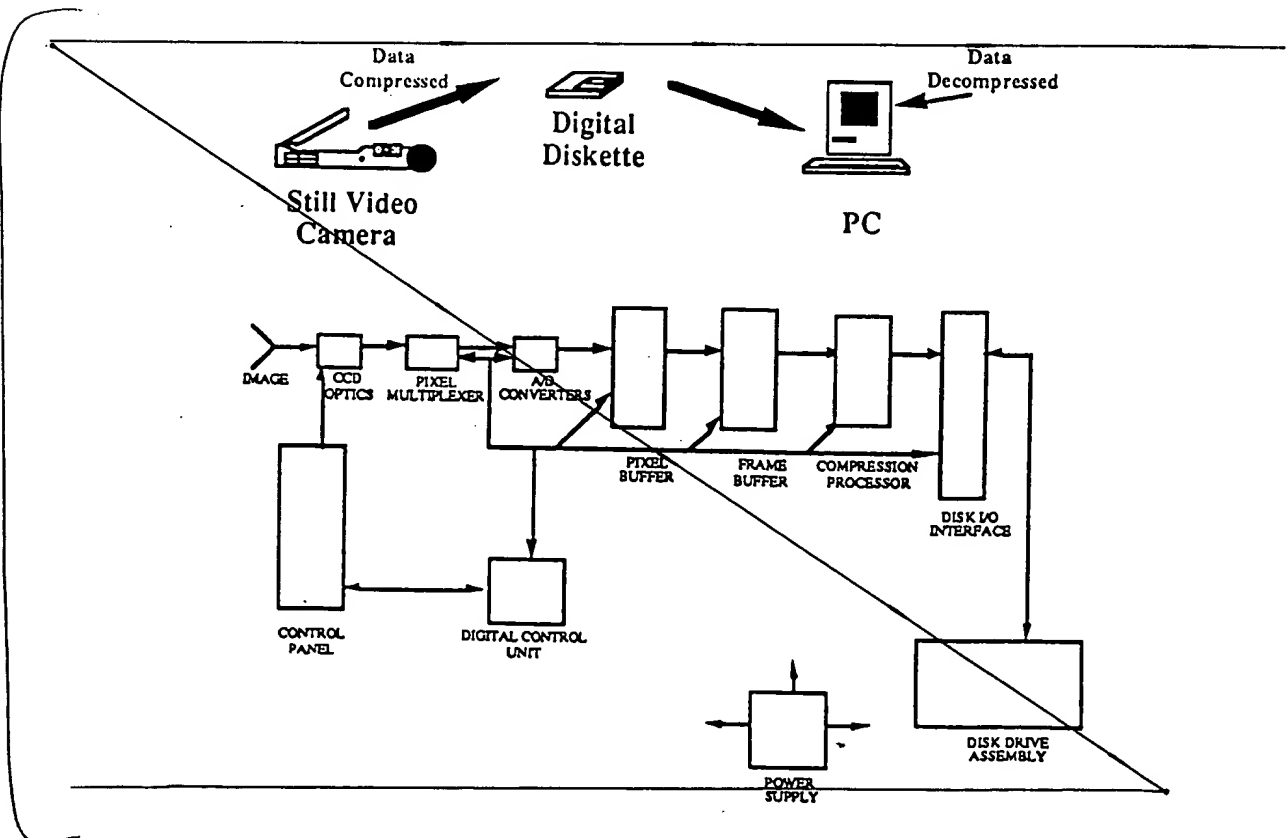 Data
Compressed
Data
Decompressed
Digital
Diskette
Still Video
Camera
PC
IMAGE
CCD
OPTICS
PIXEL
MULTIPLEXER
A/D
CONVERTERS
PIXEL
BUFFER
FRAME
BUFFER
COMPRESSION
PROCESSOR
DISK I/O
INTERFACE
CONTROL
PANEL
DIGITAL CONTROL
UNIT
POWER
SUPPLY
DISK DRIVE
ASSEMBLY